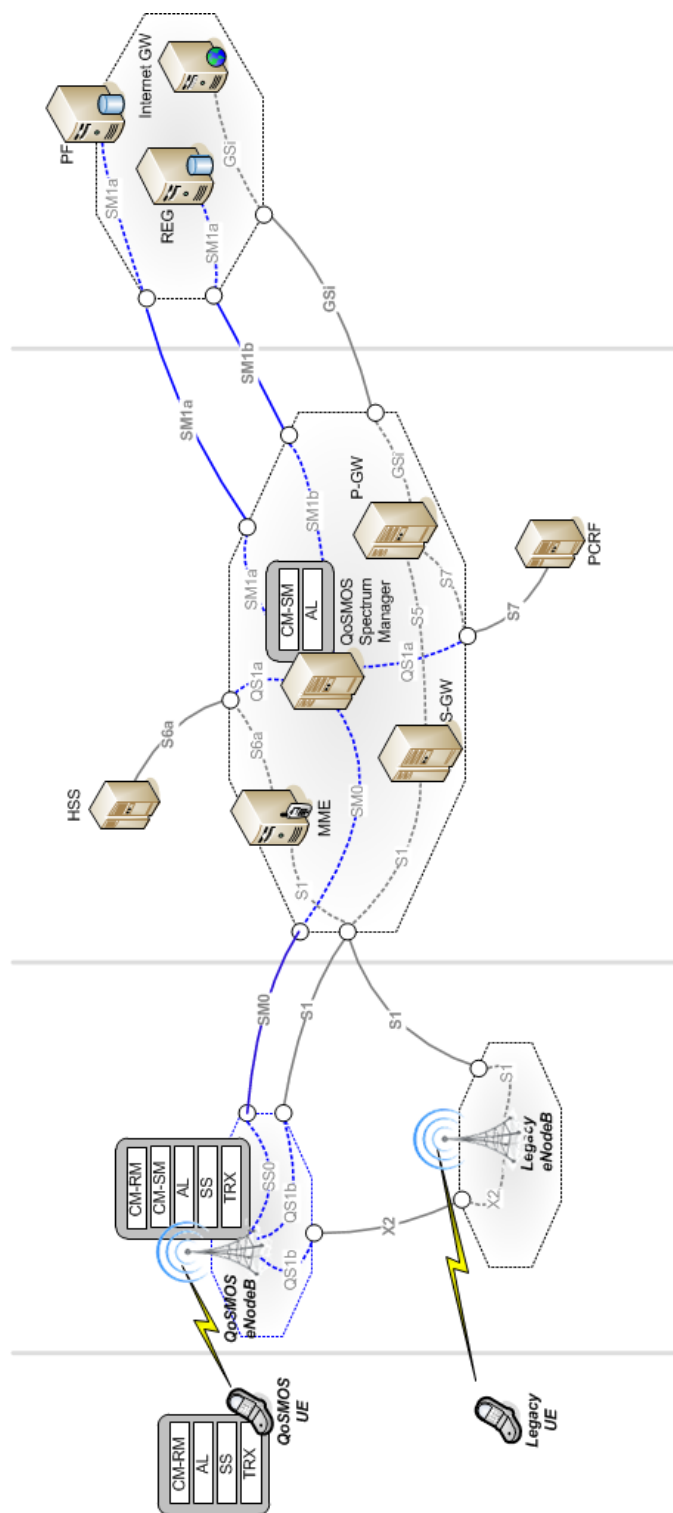 PF
Internet GW
SM1a
REG
GSi
SM1a
SM1a
SM1b
GSi
SM1a
SM1b
GSi
P-GW
CM-SM
AL
QoSMOS
Spectrum
Manager
S7
S5
QS1a
QS1a
S7
PCRF
HSS
S6a
S6a
MME
SM0
S-GW
S1
S1
SM0
S1
S1
CM-RM
CM-SM
AL
SS
TRX
SS0
QS1b
QS1b
QoSMOS
eNodeB
X2
S1
X2
Legacy
eNodeB
CM-RM
AL
SS
TRX
QoSMOS
UE
Legacy
UE